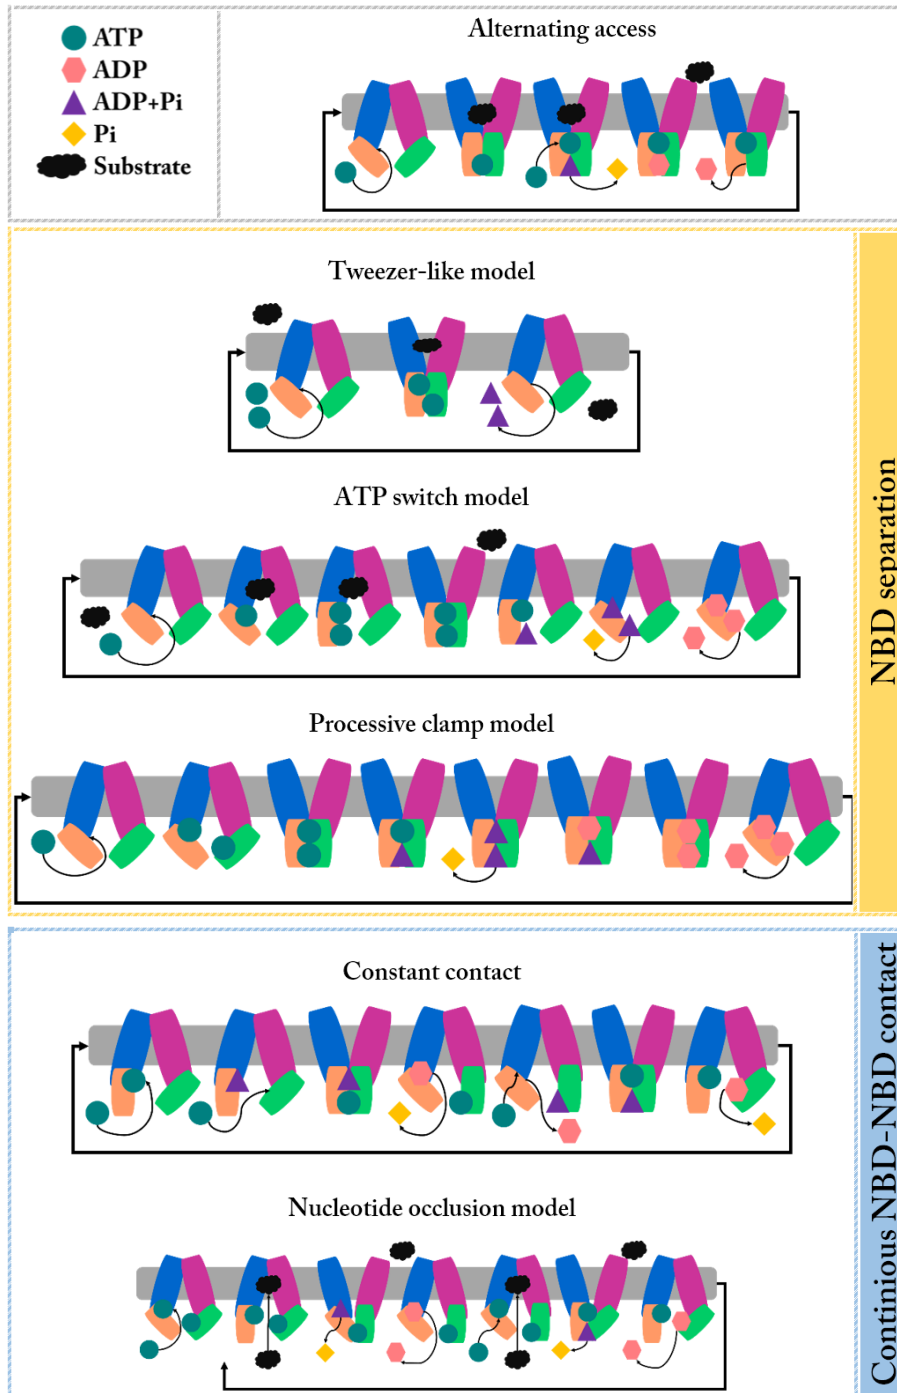 ATP
ADP
ADP+Pi
Pi
Substrate
Alternating access
Tweezer-like model
ATP switch model
Processive clamp model
NBD separation
Constant contact
Nucleotide occlusion model
Continious NBD-NBD contact